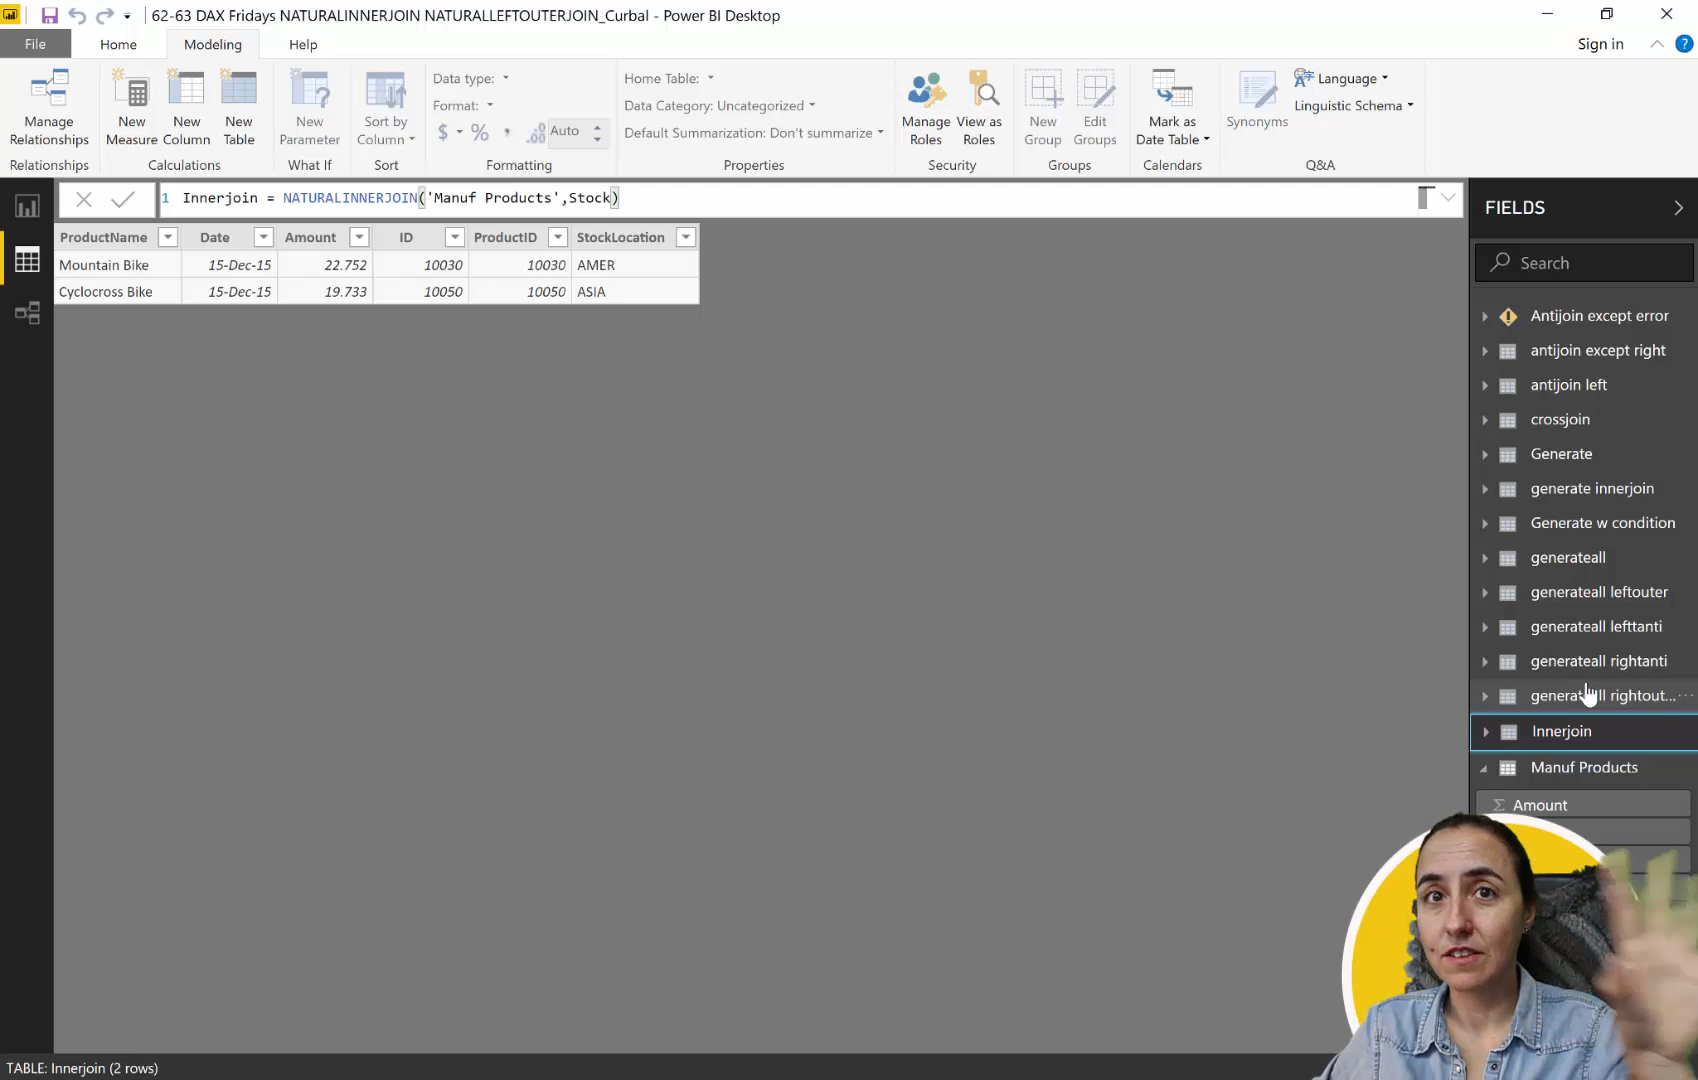 62-63 DAX Fridays NATURALINNERJOIN NATURALLEFTOUTERJOIN_Curbal - Power BI Desktop
File Home Modeling Help Sign in ?
Manage Relationships
Relationships
New Measure
New Column
New Table
Calculations
New Parameter
What If
Sort by Column
Sort
Data type:
Format:
$ % , .00 Auto
Formatting
Home Table:
Data Category: Uncategorized
Default Summarization: Don't summarize
Properties
Manage Roles
View as Roles
Security
New Group
Edit Groups
Groups
Mark as Date Table
Calendars
Synonyms
Language
Linguistic Schema
Q&A
1 Innerjoin = NATURALINNERJOIN('Manuf Products',Stock)
ProductName Date Amount ID ProductID StockLocation
Mountain Bike 15-Dec-15 22.752 10030 10030 AMER
Cyclocross Bike 15-Dec-15 19.733 10050 10050 ASIA
FIELDS
Search
Antijoin except error
antijoin except right
antijoin left
crossjoin
Generate
generate innerjoin
Generate w condition
generateall
generateall leftouter
generateall lefttanti
generateall rightanti
generateall rightout...
Innerjoin
Manuf Products
Σ Amount
TABLE: Innerjoin (2 rows)